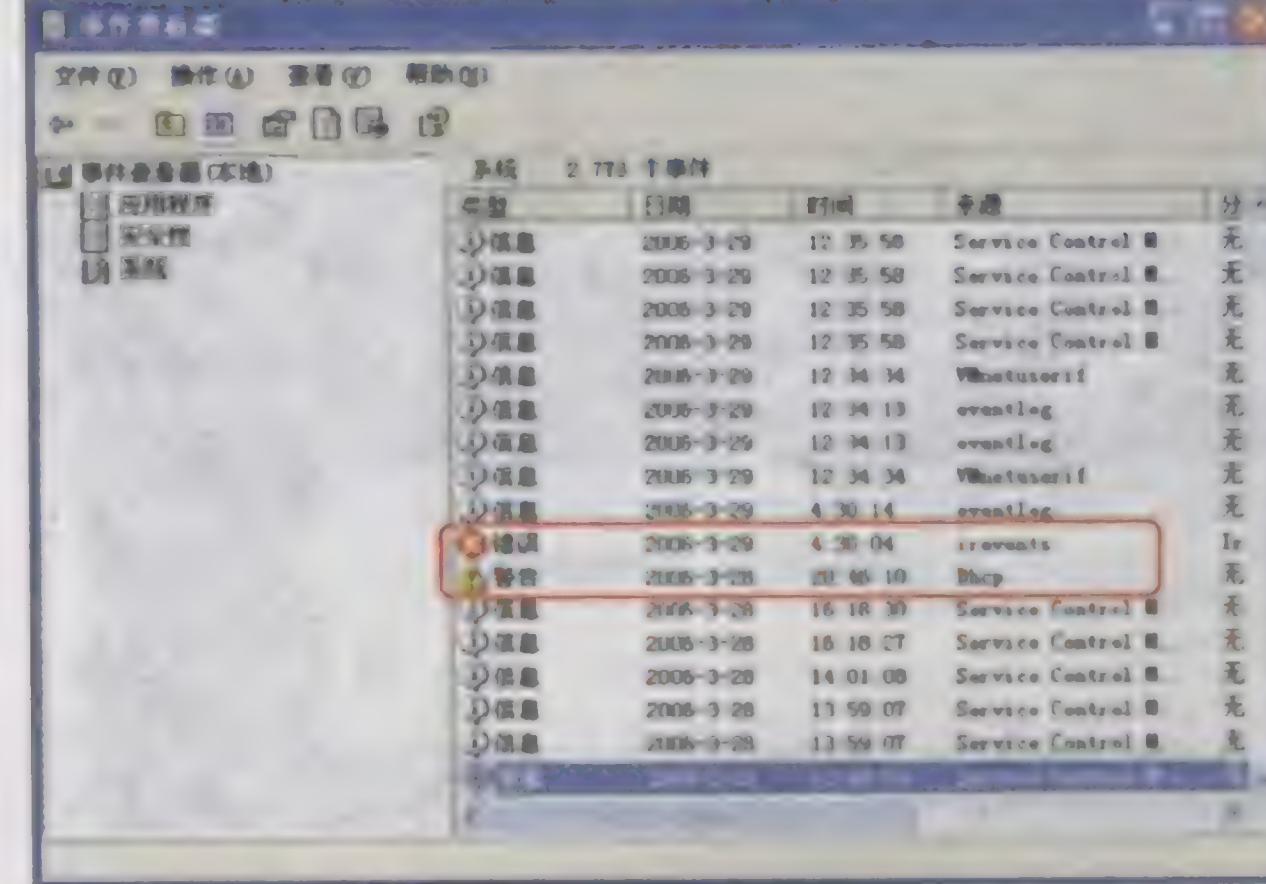 事件查看器
文件(F) 操作(A) 查看(V) 帮助(H)
事件查看器(本地)
应用程序
安全性
系统
系统 2 773 个事件
类型 日期 时间 来源 分
信息 2006-3-29 12 35 58 Service Control M... 无
信息 2006-3-29 12 35 58 Service Control M... 无
信息 2006-3-29 12 35 58 Service Control M... 无
信息 2006-3-29 12 35 58 Service Control M... 无
信息 2006-3-29 12 34 34 VMnetuserif 无
信息 2006-3-29 12 34 13 eventlog 无
信息 2006-3-29 12 34 13 eventlog 无
信息 2006-3-29 12 34 34 VMnetuserif 无
信息 2006-3-29 4 30 14 eventlog 无
错误 2006-3-29 4 30 04 irevents Ir
警告 2006-3-28 Dhcp 无
信息 2006-3-28 16 18 30 Service Control M... 无
信息 2006-3-28 16 18 27 Service Control M... 无
信息 2006-3-28 14 01 08 Service Control M... 无
信息 2006-3-28 13 59 07 Service Control M... 无
信息 2006-3-28 13 59 07 Service Control M... 无